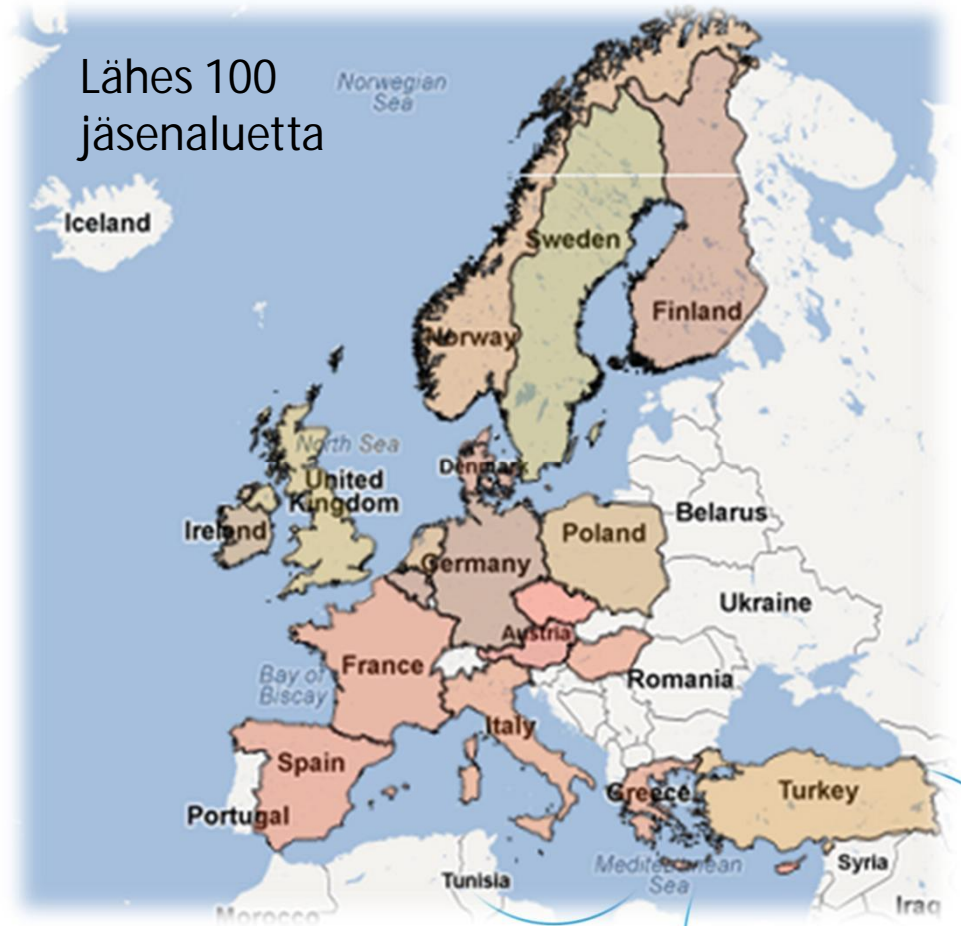 Lähes 100
jäsenaluetta
Norwegian
Sea
Iceland
Sweden
Finland
Norway
North Sea
Denmark
United
Kingdom
Ireland
Belarus
Poland
Germany
Ukraine
Austria
France
Bay of
Biscay
Romania
Italy
Spain
Portugal
Greece
Turkey
Mediterranean
Sea
Syria
Tunisia
Iraq
Morocco